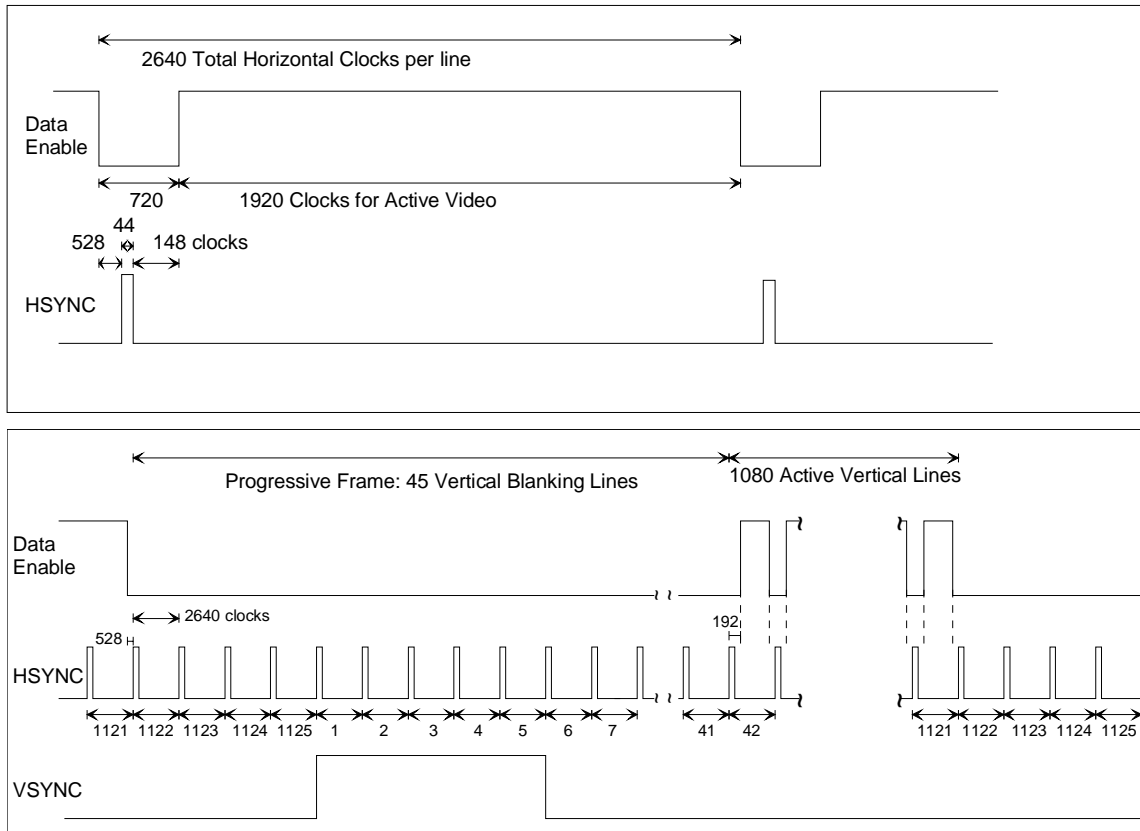 2640 Total Horizontal Clocks per line
Data
Enable
720
1920 Clocks for Active Video
44
528
148 clocks
HSYNC
Progressive Frame: 45 Vertical Blanking Lines
1080 Active Vertical Lines
Data
Enable
2640 clocks
528
192
HSYNC
1121 1122 1123 1124 1125 1 2 3 4 5 6 7 41 42 1121 1122 1123 1124 1125
VSYNC